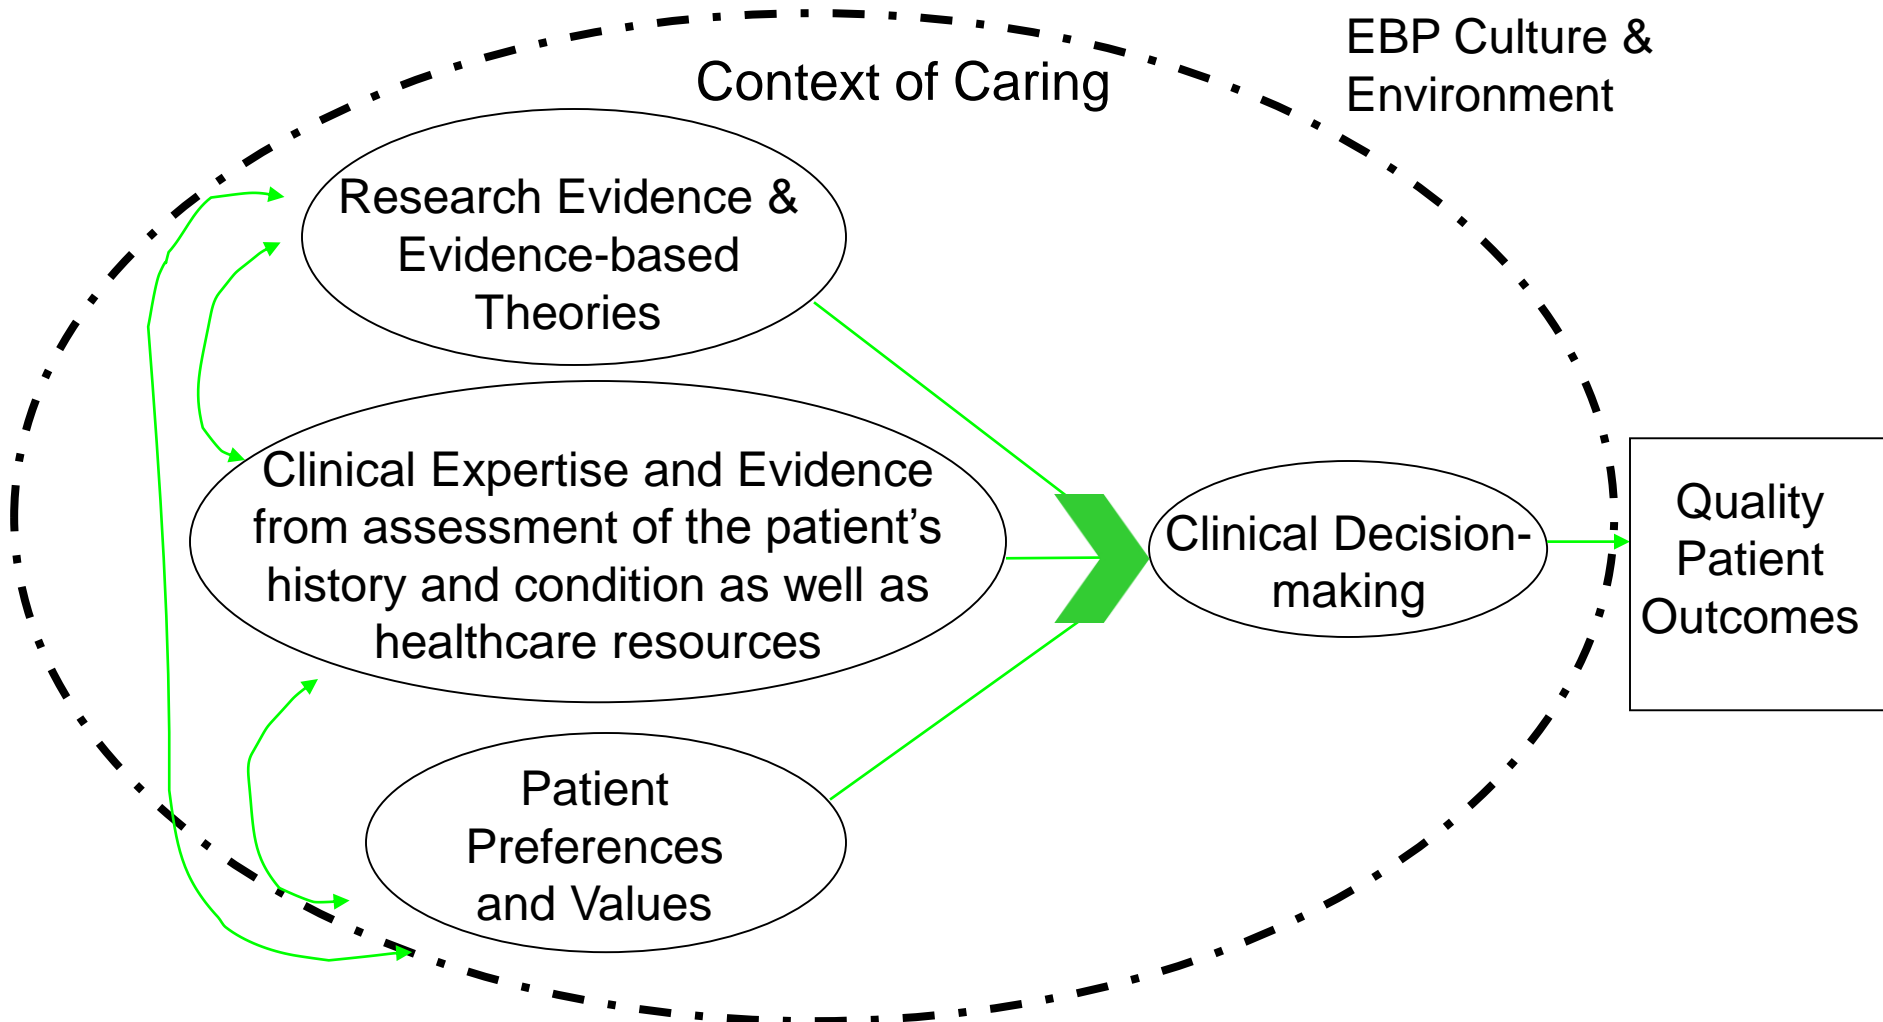 EBP Culture &
Environment
Context of Caring
Research Evidence &
Evidence-based
Theories
Clinical Expertise and Evidence
from assessment of the patient’s
history and condition as well as
healthcare resources
Patient
Preferences
and Values
Clinical Decision-
making
Quality
Patient
Outcomes